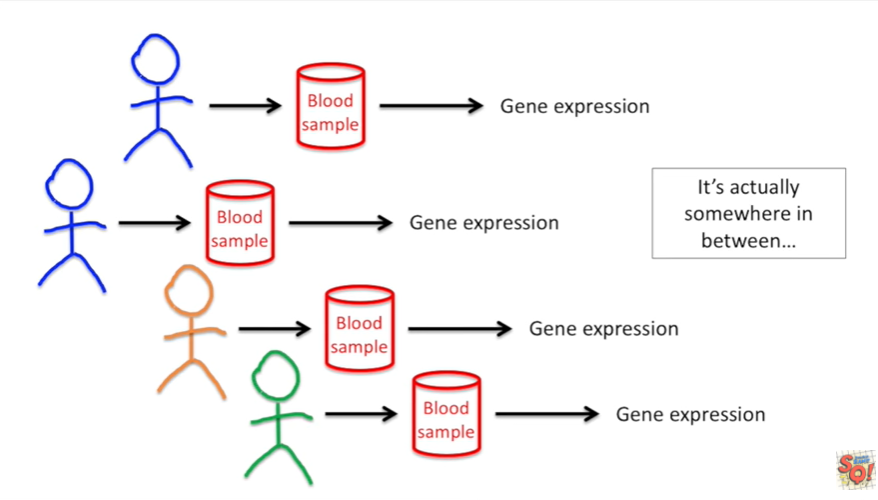 Blood
sample
Gene expression
Blood
sample
Gene expression
It's actually
somewhere in
between...
Blood
sample
Gene expression
Blood
sample
Gene expression
SQ!